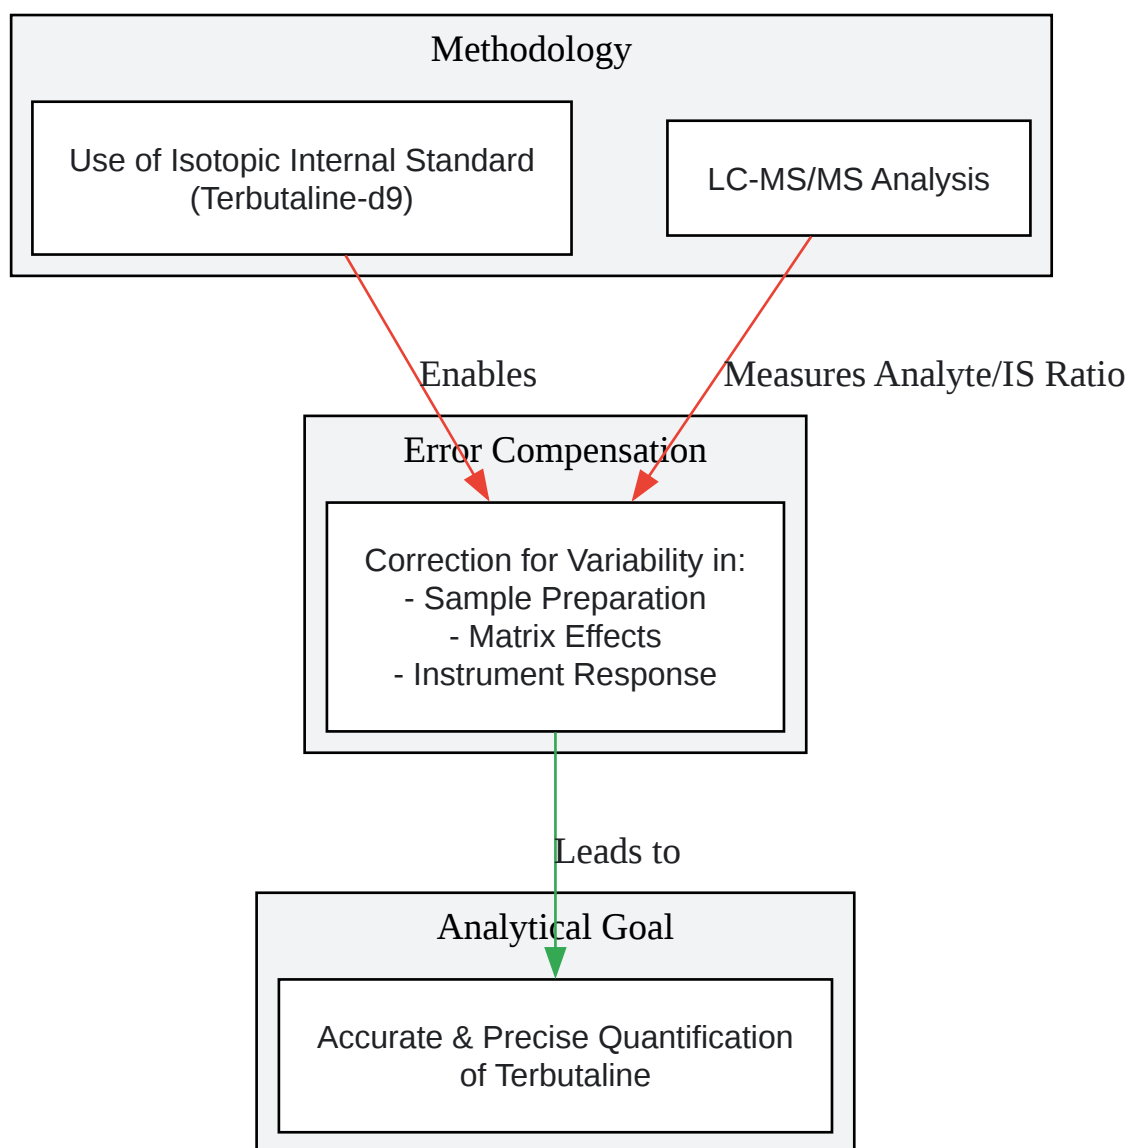 Methodology
Use of Isotopic Internal Standard
(Terbutaline-d9)
LC-MS/MS Analysis
Enables
Measures Analyte/IS Ratio
Error Compensation
Correction for Variability in:
- Sample Preparation
- Matrix Effects
- Instrument Response
Leads to
Analytical Goal
Accurate & Precise Quantification
of Terbutaline